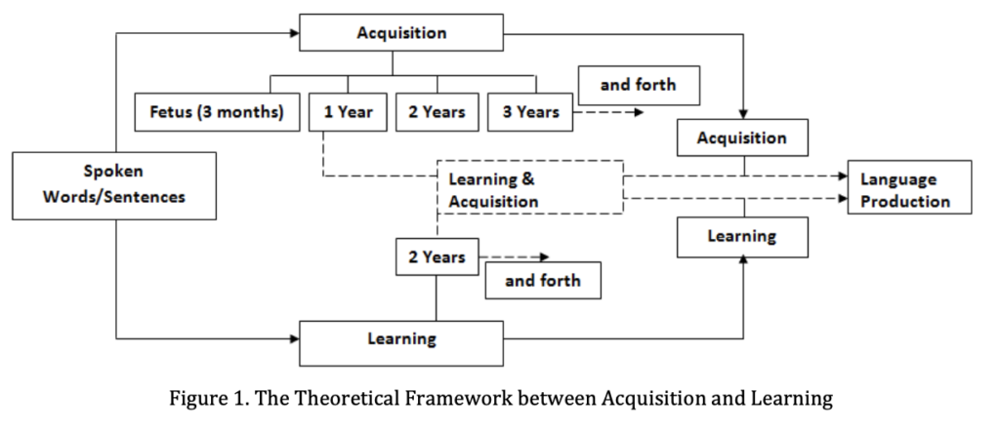 Acquisition
and forth
Fetus (3 months)
1 Year
2 Years
3 Years
Acquisition
Spoken
Words/Sentences
Learning &
Acquisition
Language
Production
Learning
2 Years
and forth
Learning
Figure 1. The Theoretical Framework between Acquisition and Learning